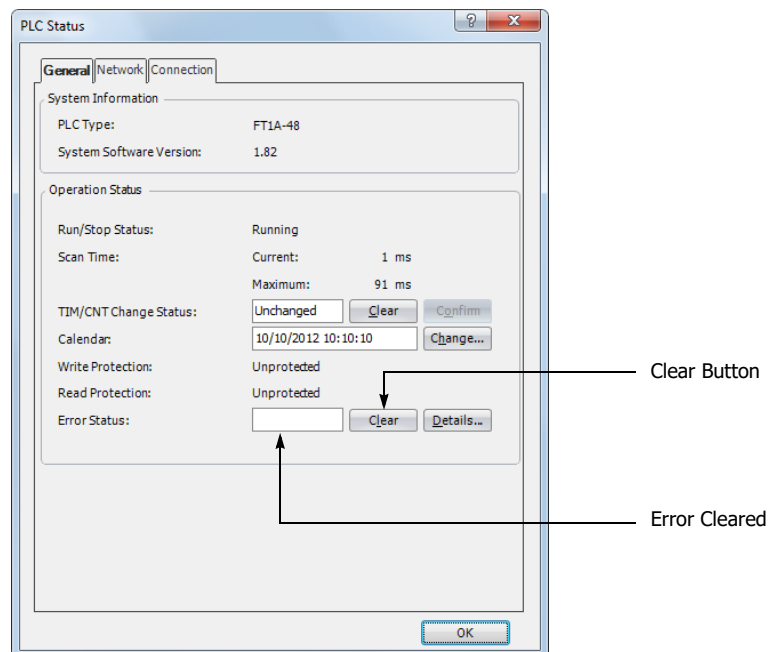 PLC Status
?
X
General Network Connection
System Information
PLC Type: FT1A-48
System Software Version: 1.82
Operation Status
Run/Stop Status: Running
Scan Time: Current: 1 ms
Maximum: 91 ms
TIM/CNT Change Status: Unchanged Clear Confirm
Calendar: 10/10/2012 10:10:10 Change...
Write Protection: Unprotected
Clear Button
Read Protection: Unprotected
Error Status: Clear Details...
Error Cleared
OK